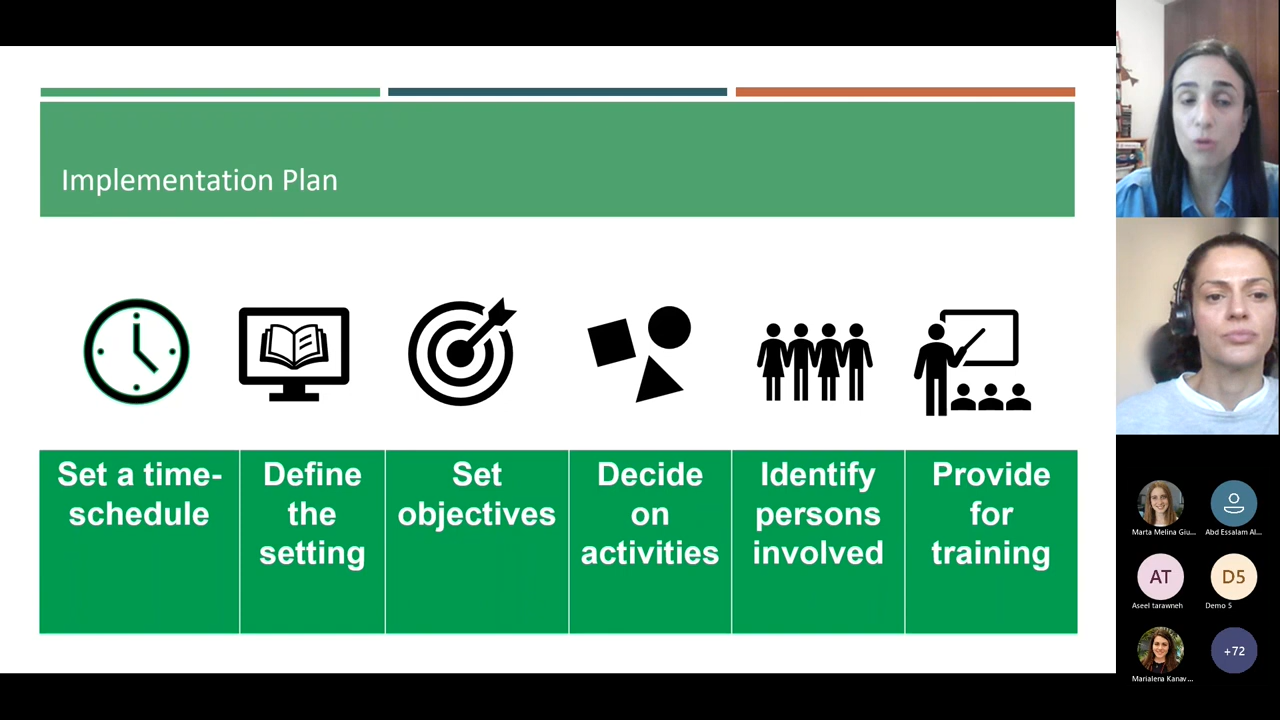 Implementation Plan
Set a time-
schedule
Define
the
setting
Set
objectives
Decide
on
activities
Identify
persons
involved
Provide
for
training
Marta Melina Giu...
Abd Essalam Al...
AT
D5
Aseel tarawneh
Demo 5
+72
Marialena Kanav...